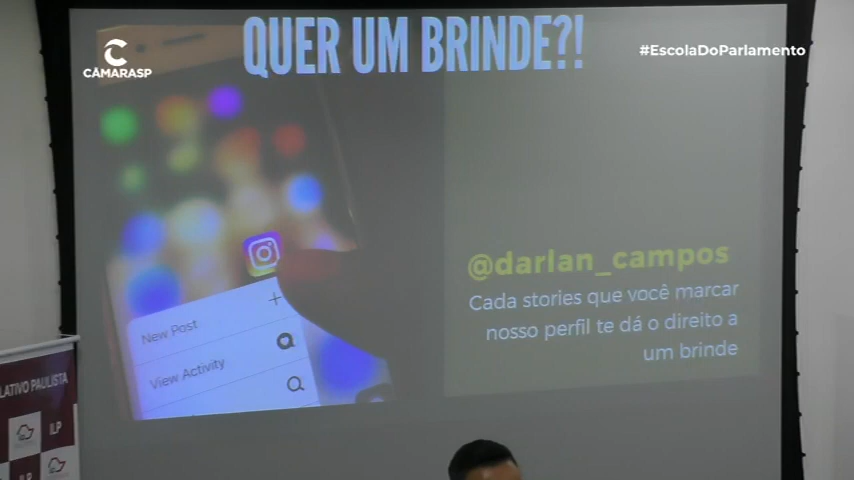 QUER UM BRINDE?!
CÂMARASP
#EscolaDoParlamento
@darlan_campos
Cada stories que você marcar
nosso perfil te dá o direito a
um brinde
New Post
View Activity
LATIVO PAULISTA
ILP
ILP